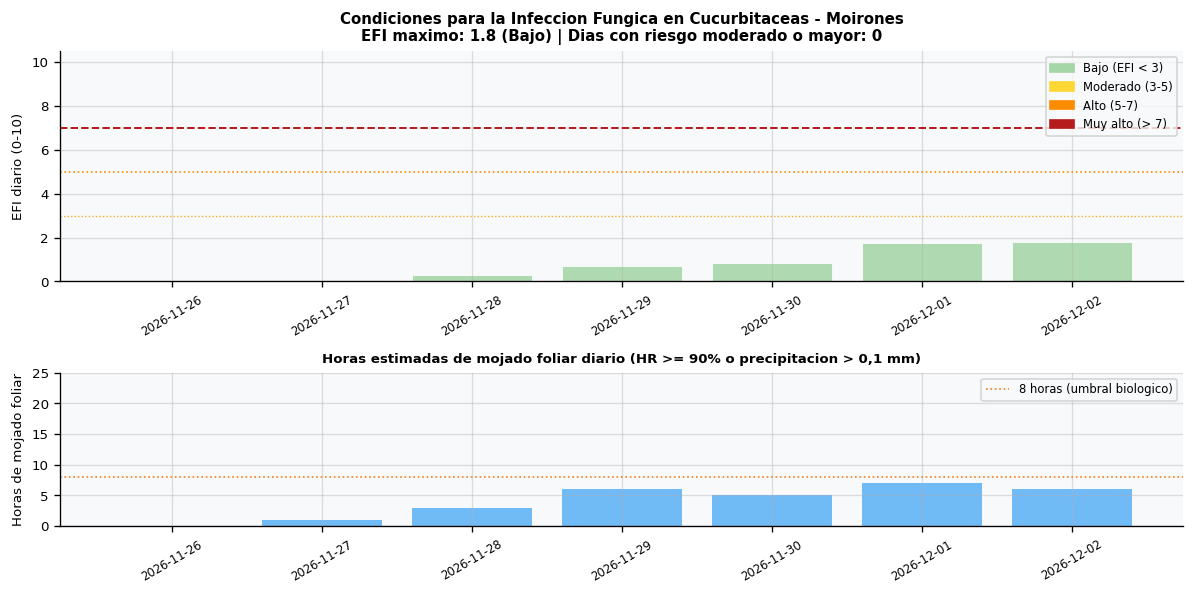 Condiciones para la Infeccion Fungica en Cucurbitaceas - Moirones
EFI maximo: 1.8 (Bajo) | Dias con riesgo moderado o mayor: 0
EFI diario (0-10)
10
8
6
4
2
0
Bajo (EFI < 3)
Moderado (3-5)
Alto (5-7)
Muy alto (> 7)
2026-11-26
2026-11-27
2026-11-28
2026-11-29
2026-11-30
2026-12-01
2026-12-02
Horas estimadas de mojado foliar diario (HR >= 90% o precipitacion > 0,1 mm)
Horas de mojado foliar
25
20
15
10
5
0
8 horas (umbral biologico)
2026-11-26
2026-11-27
2026-11-28
2026-11-29
2026-11-30
2026-12-01
2026-12-02